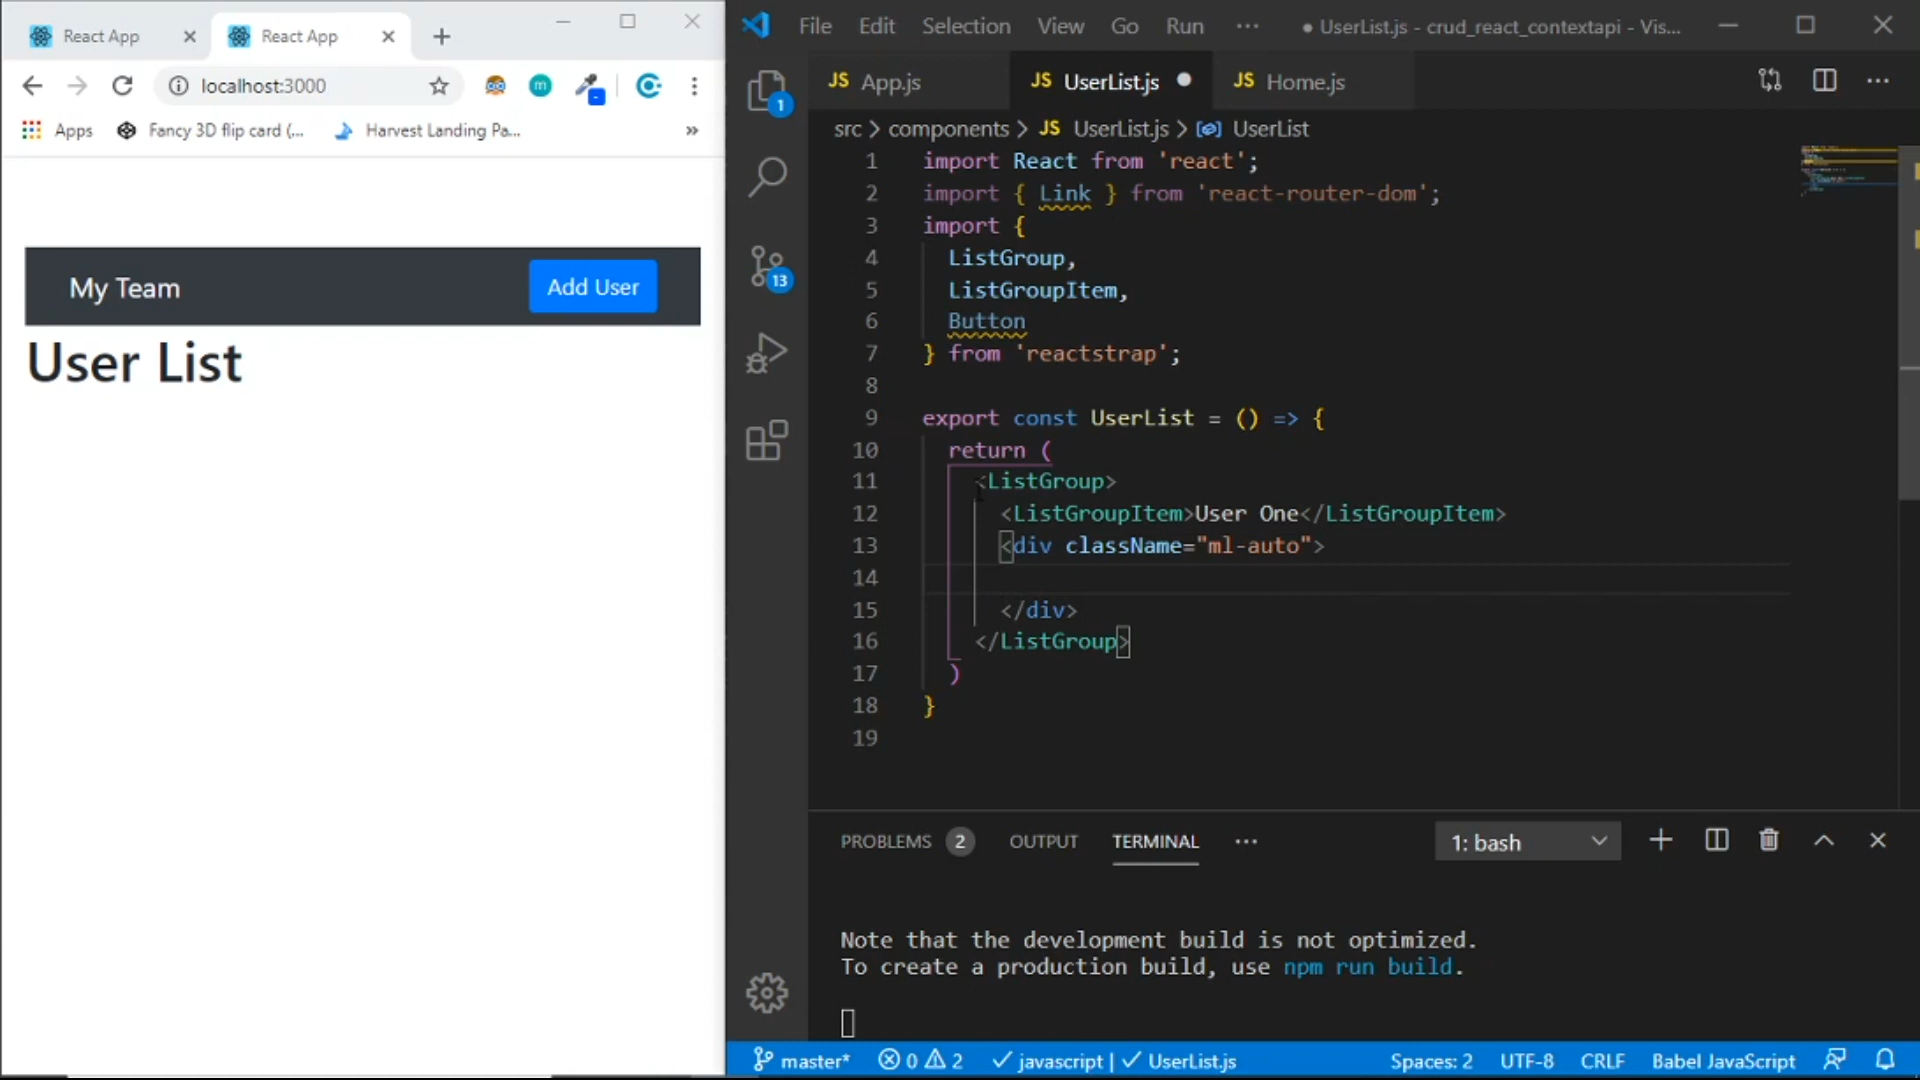 React App
React App
localhost:3000
Apps
Fancy 3D flip card (...
Harvest Landing Pa...
»
My Team
Add User
User List
File Edit Selection View Go Run ···
● UserList.js - crud_react_contextapi - Vis...
1
13
JS App.js
JS UserList.js ●
JS Home.js
src > components > JS UserList.js > UserList
1 import React from 'react';
2 import { Link } from 'react-router-dom';
3 import {
4 ListGroup,
5 ListGroupItem,
6 Button
7 } from 'reactstrap';
8
9 export const UserList = () => {
10 return (
11 <ListGroup>
12 <ListGroupItem>User One</ListGroupItem>
13 <div className="ml-auto">
14
15 </div>
16 </ListGroup>
17 )
18 }
19
PROBLEMS 2 OUTPUT TERMINAL ···
1: bash
Note that the development build is not optimized.
To create a production build, use npm run build.
master* 0 2 javascript | UserList.js
Spaces: 2 UTF-8 CRLF Babel JavaScript